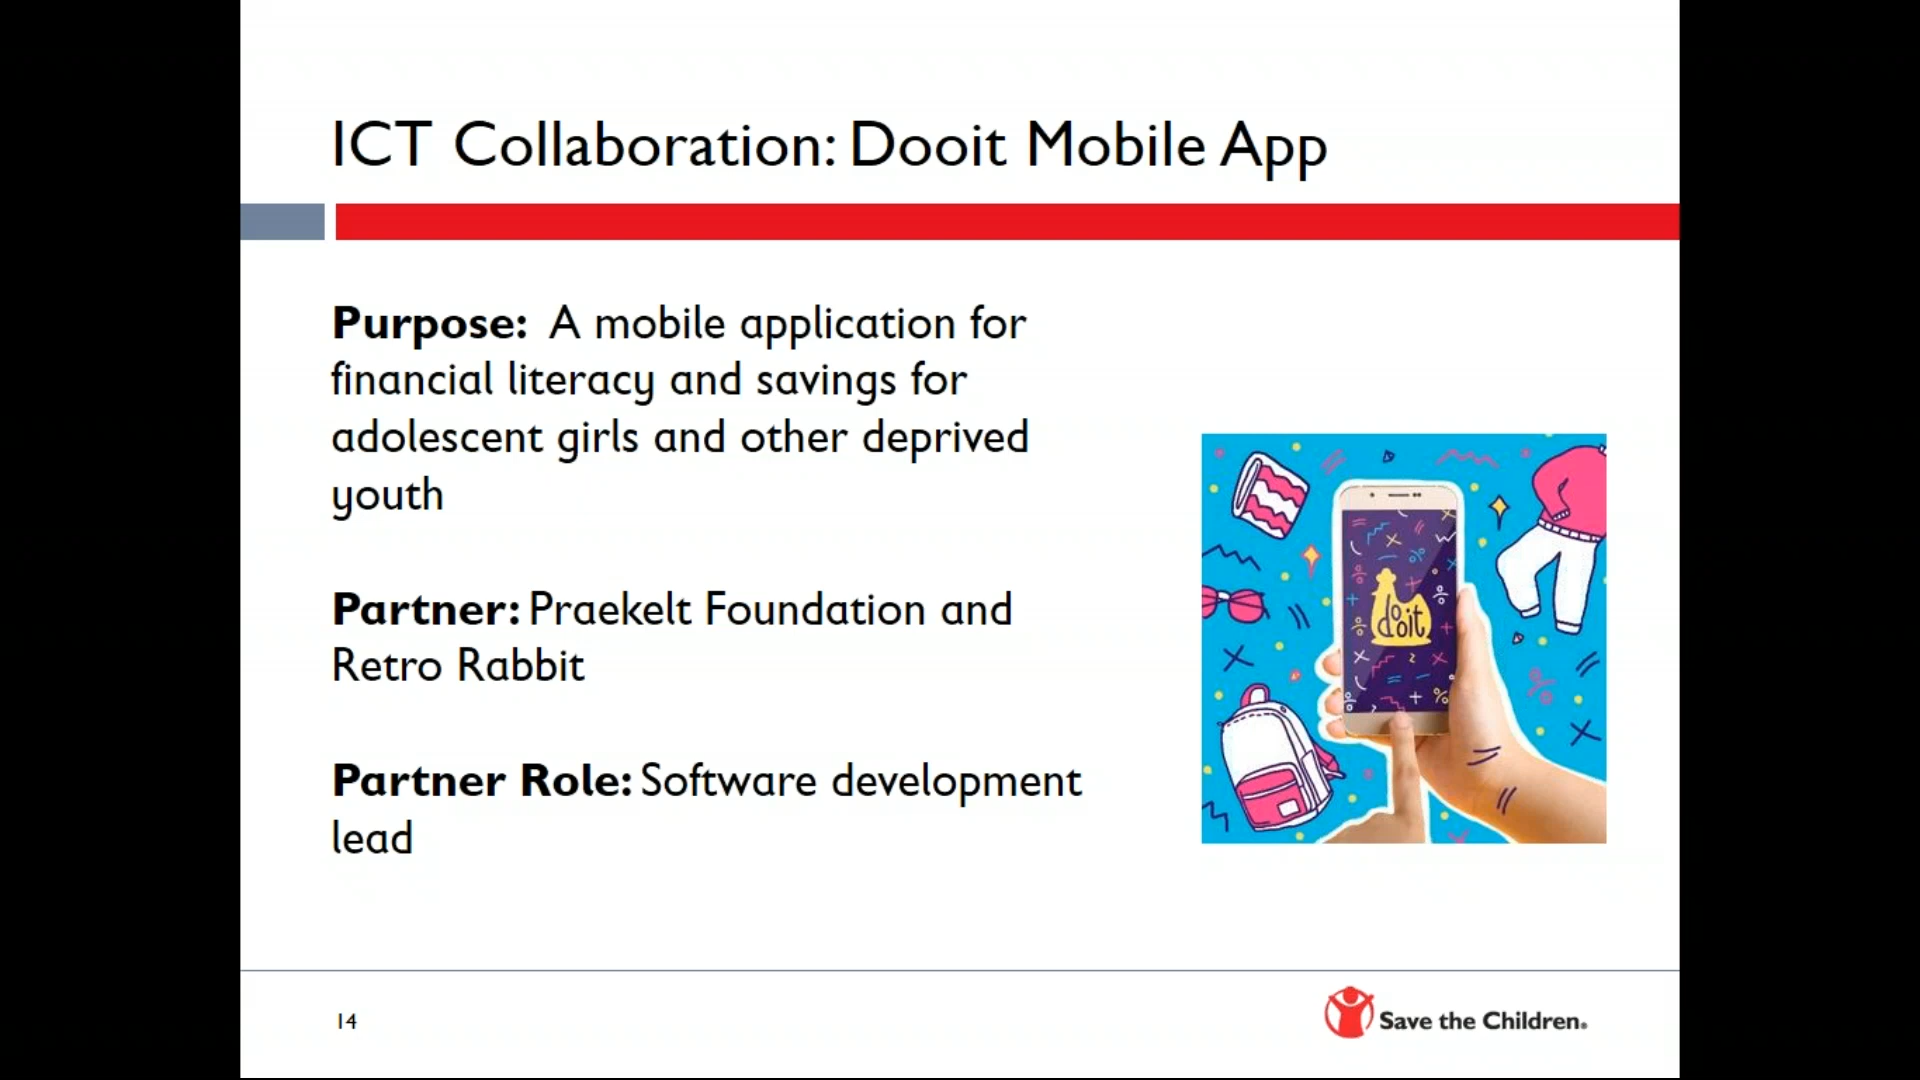 ICT Collaboration: Dooit Mobile App
Purpose: A mobile application for
financial literacy and savings for
adolescent girls and other deprived
youth
Partner: Praekelt Foundation and
Retro Rabbit
Partner Role: Software development
lead
dooit
14
Save the Children®